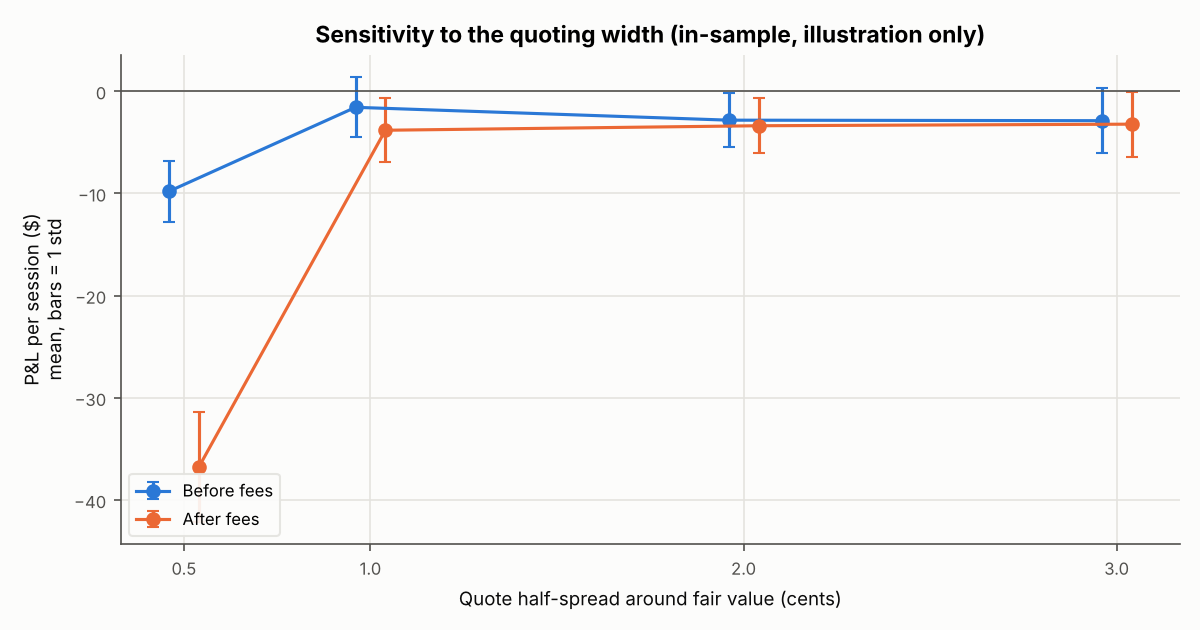 Sensitivity to the quoting width (in-sample, illustration only)
P&L per session ($)
mean, bars = 1 std
0
−10
−20
−30
−40
Before fees
After fees
0.5
1.0
2.0
3.0
Quote half-spread around fair value (cents)